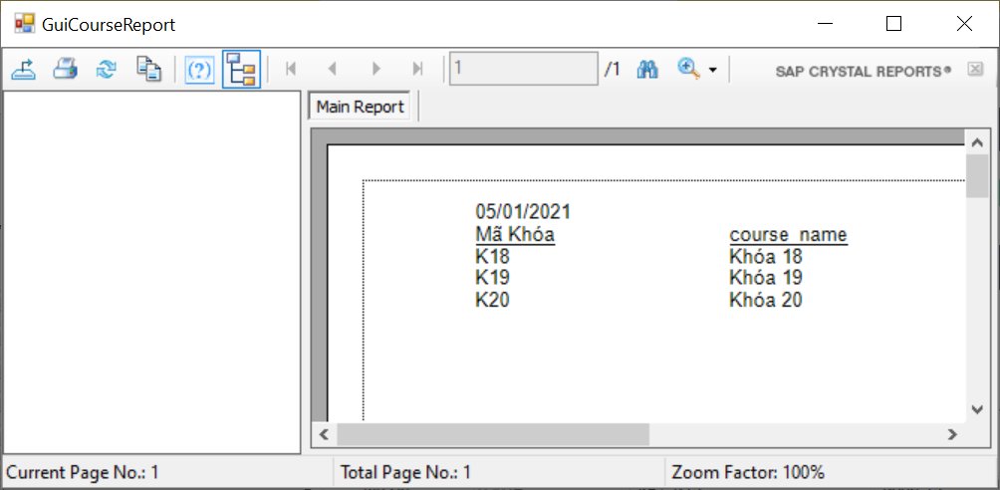 GuiCourseReport
(?) 1 /1 SAP CRYSTAL REPORTS®
Main Report
05/01/2021
Mã Khóa course_name
K18 Khóa 18
K19 Khóa 19
K20 Khóa 20
Current Page No.: 1 Total Page No.: 1 Zoom Factor: 100%